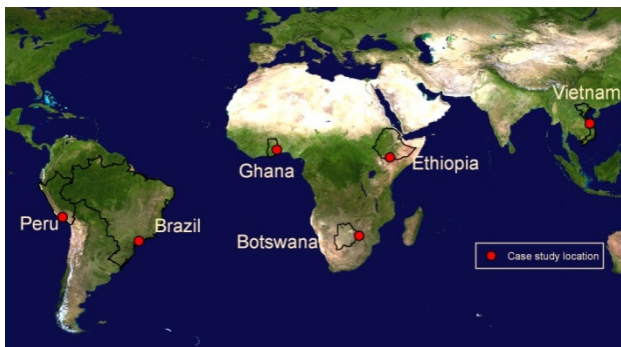 Vietnam
Ghana
Ethiopia
Peru
Brazil
Botswana
Case study location